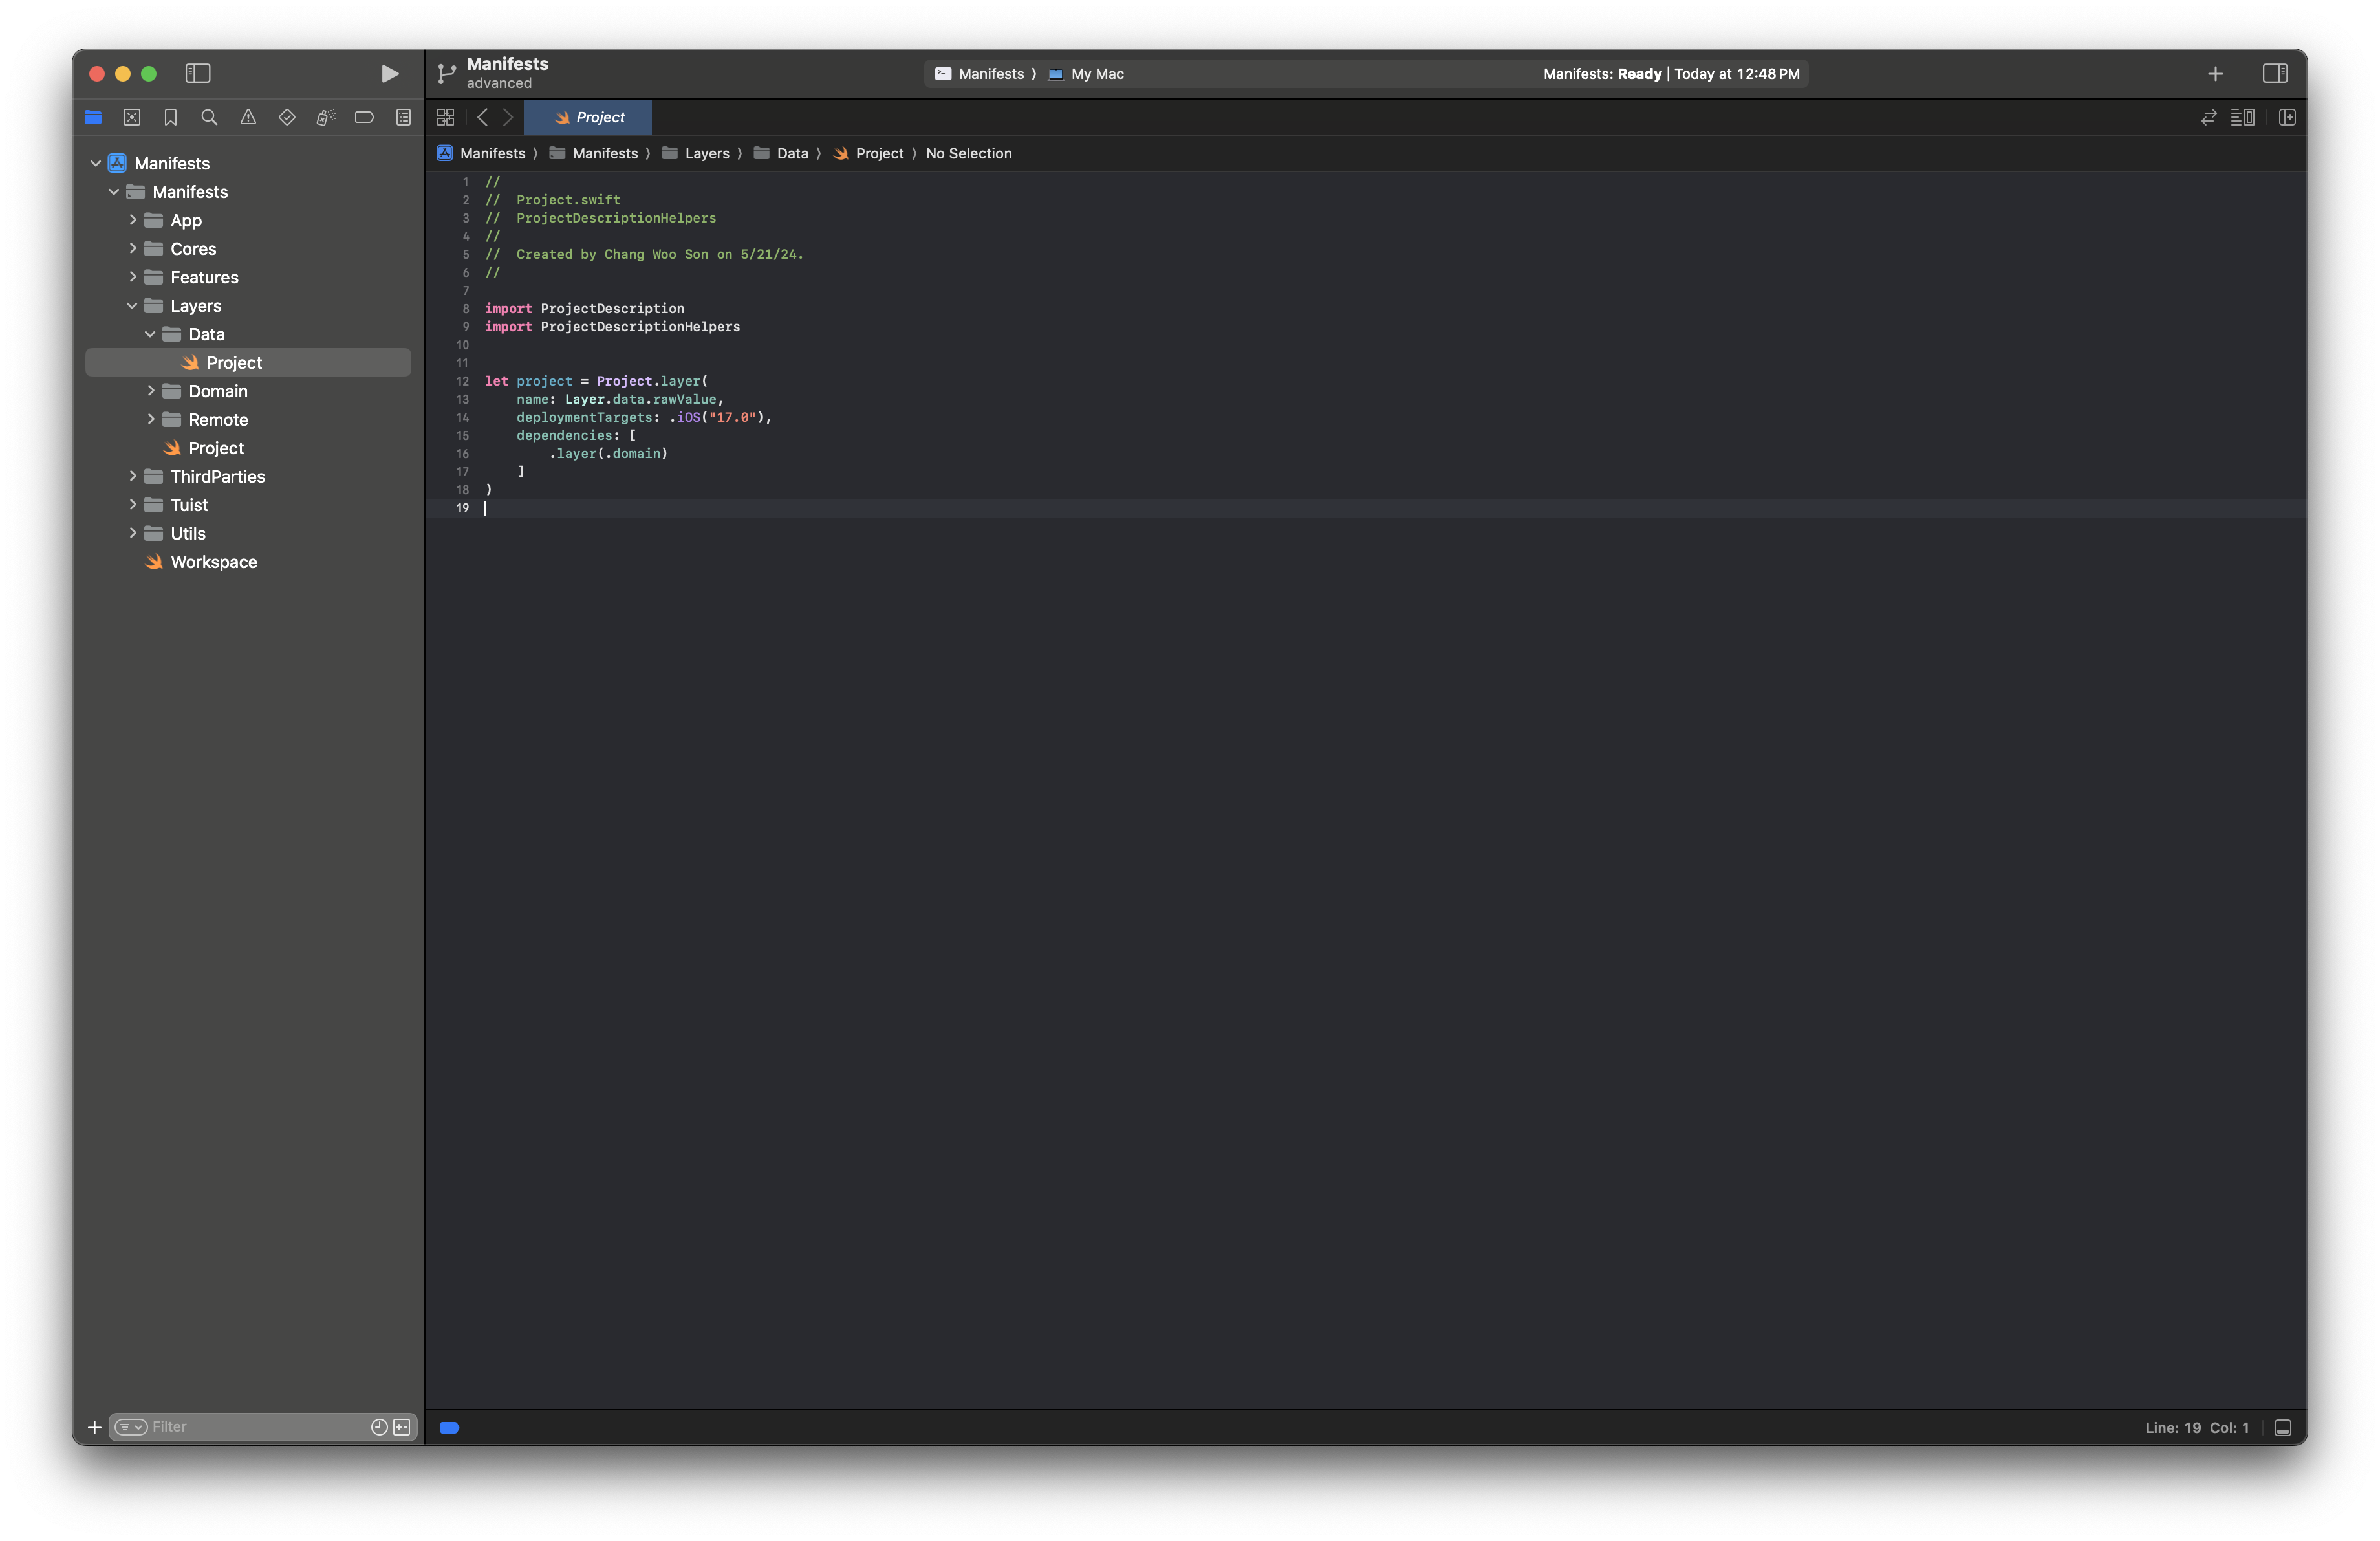 Manifests
advanced
Manifests 〉 My Mac
Manifests: Ready | Today at 12:48 PM
Project
Manifests 〉 Manifests 〉 Layers 〉 Data 〉 Project 〉 No Selection
Manifests
Manifests
App
Cores
Features
Layers
Data
Project
Domain
Remote
Project
ThirdParties
Tuist
Utils
Workspace
1 //
2 //  Project.swift
3 //  ProjectDescriptionHelpers
4 //
5 //  Created by Chang Woo Son on 5/21/24.
6 //
7
8 import ProjectDescription
9 import ProjectDescriptionHelpers
10
11
12 let project = Project.layer(
13     name: Layer.data.rawValue,
14     deploymentTargets: .iOS("17.0"),
15     dependencies: [
16         .layer(.domain)
17     ]
18 )
19
Filter
Line: 19  Col: 1